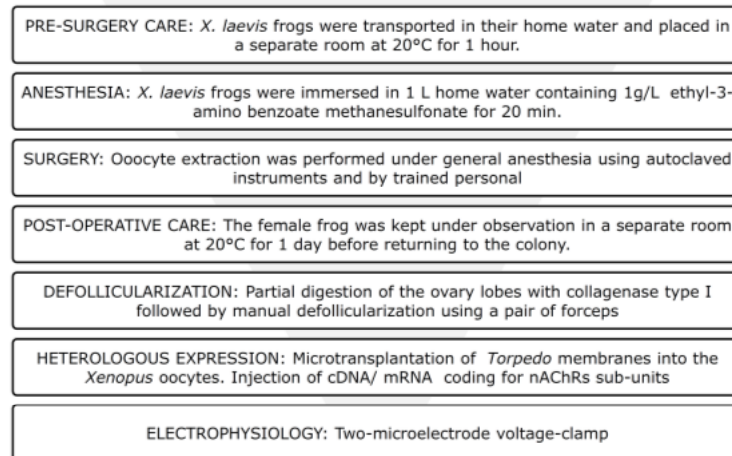 PRE-SURGERY CARE: X. laevis frogs were transported in their home water and placed in
a separate room at 20°C for 1 hour.
ANESTHESIA: X. laevis frogs were immersed in 1 L home water containing 1g/L ethyl-3-
amino benzoate methanesulfonate for 20 min.
SURGERY: Ooocyte extraction was performed under general anesthesia using autoclaved
instruments and by trained personal
POST-OPERATIVE CARE: The female frog was kept under observation in a separate room
at 20°C for 1 day before returning to the colony.
DEFOLLICULARIZATION: Partial digestion of the ovary lobes with collagenase type I
followed by manual defollicularization using a pair of forceps
HETEROLOGOUS EXPRESSION: Microtransplantation of Torpedo membranes into the
Xenopus oocytes. Injection of cDNA/ mRNA coding for nAChRs sub-units
ELECTROPHYSIOLOGY: Two-microelectrode voltage-clamp